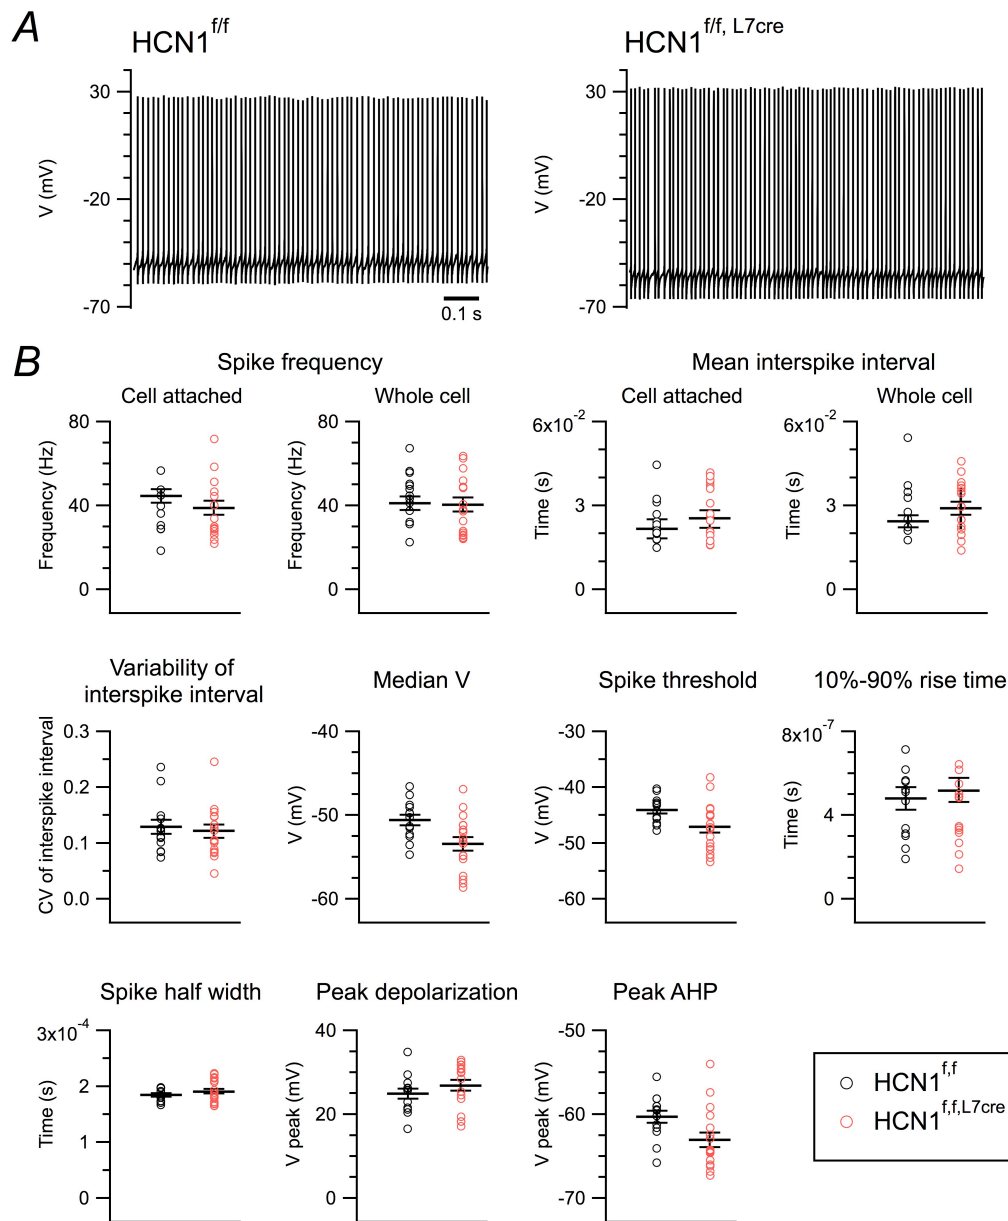 A
HCN1f/f
HCN1f/f, L7cre
30
-20
-70
V (mV)
0.1 s
30
-20
-70
V (mV)
B
Spike frequency
Mean interspike interval
Cell attached
Whole cell
Cell attached
Whole cell
80
40
0
Frequency (Hz)
80
40
0
Frequency (Hz)
6x10-2
3
0
Time (s)
6x10-2
3
0
Time (s)
Variability of
interspike interval
Median V
Spike threshold
10%-90% rise time
0.3
0.2
0.1
0.0
CV of interspike interval
-40
-50
-60
V (mV)
-30
-40
-50
-60
V (mV)
8x10-7
4
0
Time (s)
Spike half width
Peak depolarization
Peak AHP
3x10-4
2
1
0
Time (s)
40
20
0
V peak (mV)
-50
-60
-70
V peak (mV)
HCN1f,f
HCN1f,f,L7cre